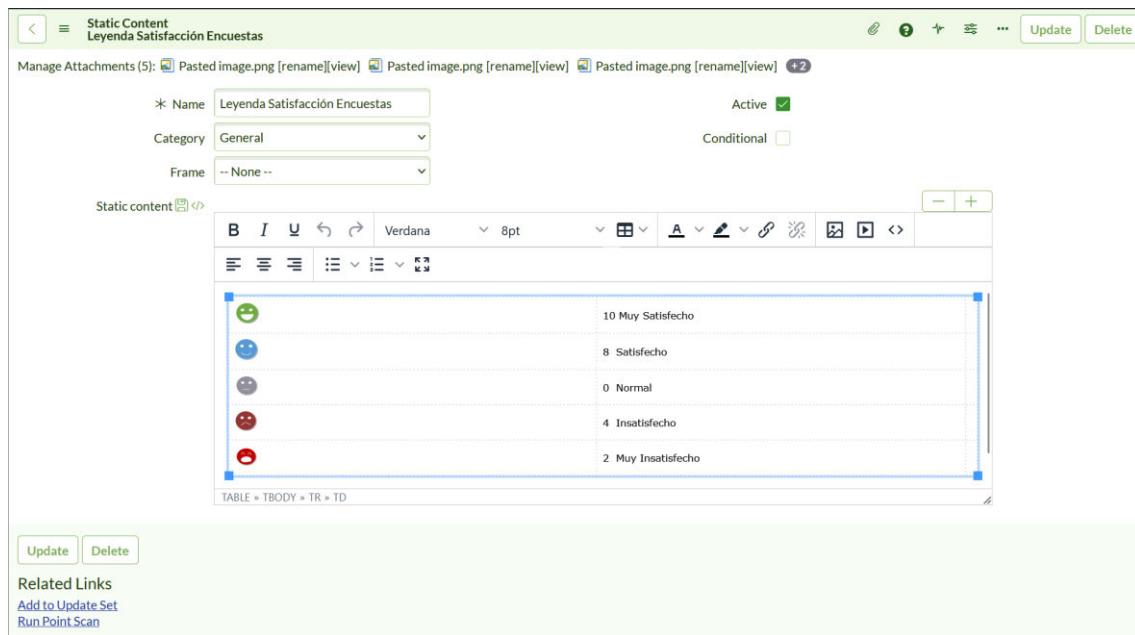 Static Content
Leyenda Satisfacción Encuestas
Update
Delete
Manage Attachments (5): Pasted image.png [rename][view] Pasted image.png [rename][view] Pasted image.png [rename][view] +2
Name Leyenda Satisfacción Encuestas
Active
Category General
Conditional
Frame -- None --
Static content
B I U Verdana 8pt A
10 Muy Satisfecho
8 Satisfecho
0 Normal
4 Insatisfecho
2 Muy Insatisfecho
TABLE » TBODY » TR » TD
Update Delete
Related Links
Add to Update Set
Run Point Scan